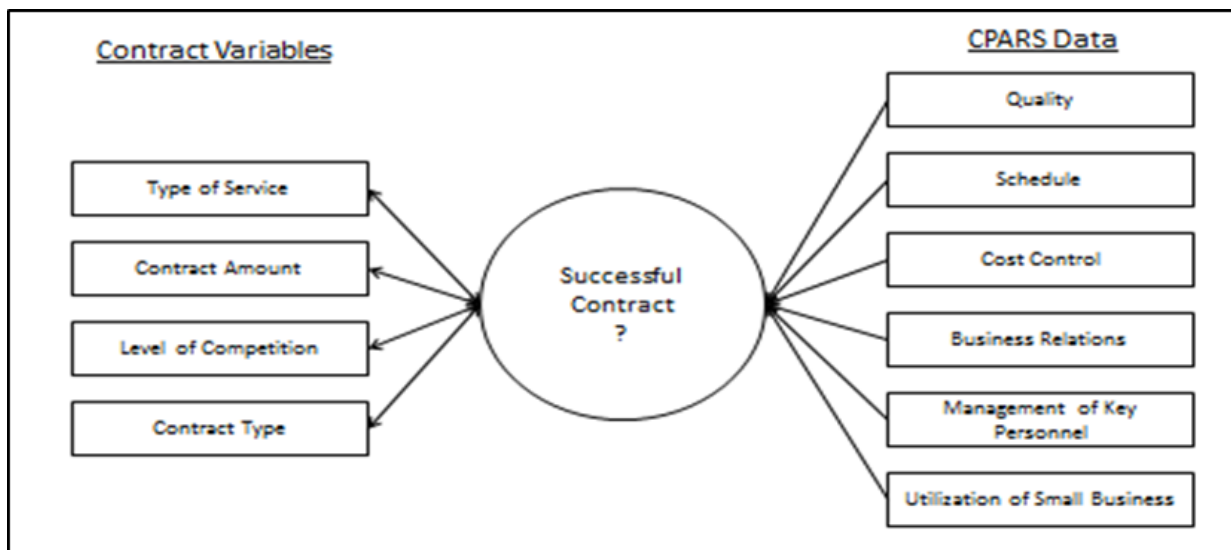 Contract Variables
Type of Service
Contract Amount
Level of Competition
Contract Type
Successful
Contract
?
CPARS Data
Quality
Schedule
Cost Control
Business Relations
Management of Key
Personnel
Utilization of Small Business